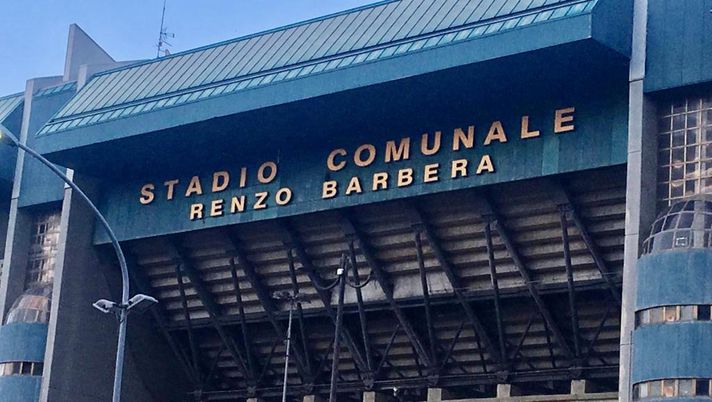 STADIO COMUNALE
RENZO BARBERA